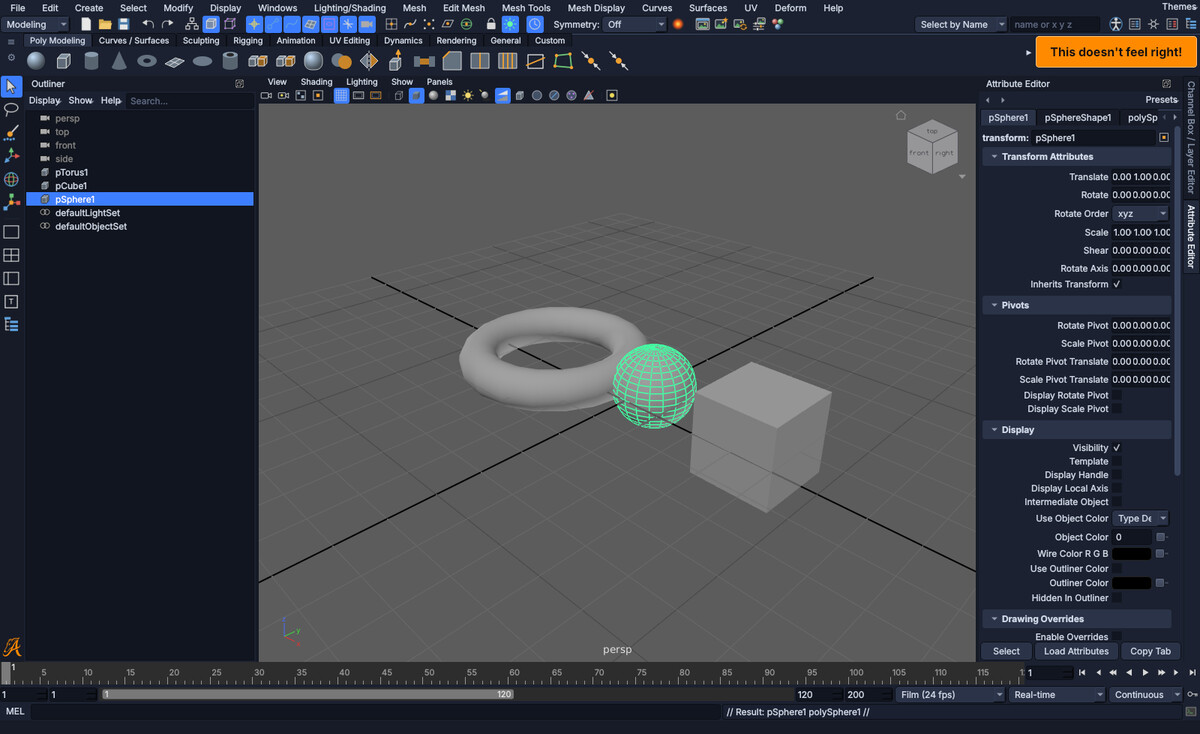 File Edit Create Select Modify Display Windows Lighting/Shading Mesh Edit Mesh Mesh Tools Mesh Display Curves Surfaces UV Deform Help Themes
Modeling Symmetry: Off Select by Name name or x y z
Poly Modeling Curves / Surfaces Sculpting Rigging Animation UV Editing FX Dynamics Rendering General Custom
This doesn't feel right!
Outliner
Display Show Help Search...
persp
top
front
side
pTorus1
pCube1
pSphere1
defaultLightSet
defaultObjectSet
T
View Shading Lighting Show Panels
top
front right
persp
Attribute Editor
Presets
pSphere1 pSphereShape1 polySp
transform: pSphere1
Transform Attributes
Translate 0.00 1.00 0.00
Rotate 0.00 0.00 0.00
Rotate Order xyz
Scale 1.00 1.00 1.00
Shear 0.00 0.00 0.00
Rotate Axis 0.00 0.00 0.00
Inherits Transform
Pivots
Rotate Pivot 0.00 0.00 0.00
Scale Pivot 0.00 0.00 0.00
Rotate Pivot Translate 0.00 0.00 0.00
Scale Pivot Translate 0.00 0.00 0.00
Display Rotate Pivot
Display Scale Pivot
Display
Visibility
Template
Display Handle
Display Local Axis
Intermediate Object
Use Object Color Type De
Object Color 0
Wire Color R G B
Use Outliner Color
Outliner Color
Hidden In Outliner
Drawing Overrides
Enable Overrides
Select Load Attributes Copy Tab
Channel Box / Layer Editor
Attribute Editor
1 5 10 15 20 25 30 35 40 45 50 55 60 65 70 75 80 85 90 95 100 105 110 115 1
1 1 1 120 120 200 Film (24 fps) Real-time Continuous
MEL // Result: pSphere1 polySphere1 //